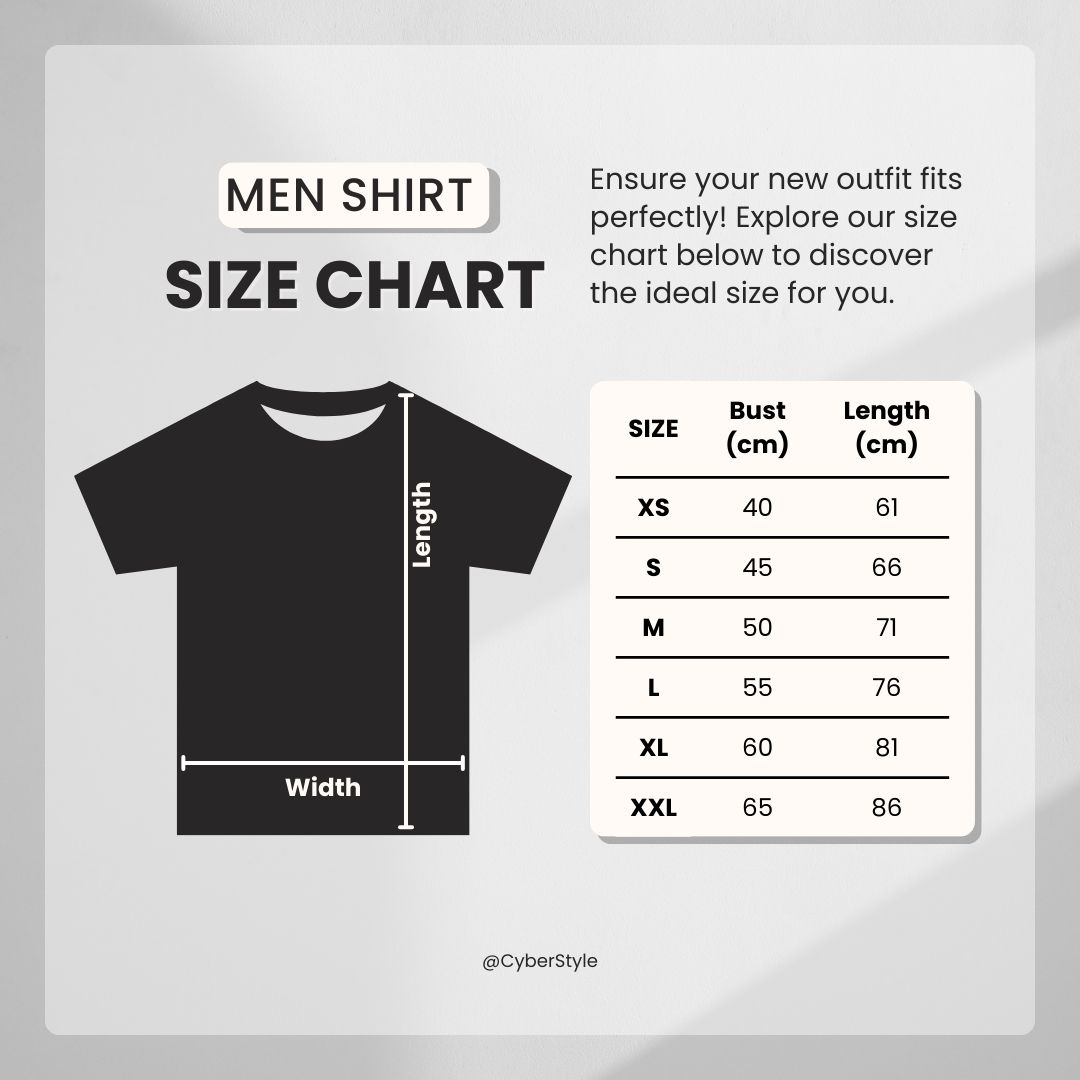 MEN SHIRT
SIZE CHART
Ensure your new outfit fits
perfectly! Explore our size
chart below to discover
the ideal size for you.
Length
Width
SIZE Bust (cm) Length (cm)
XS 40 61
S 45 66
M 50 71
L 55 76
XL 60 81
XXL 65 86
@CyberStyle